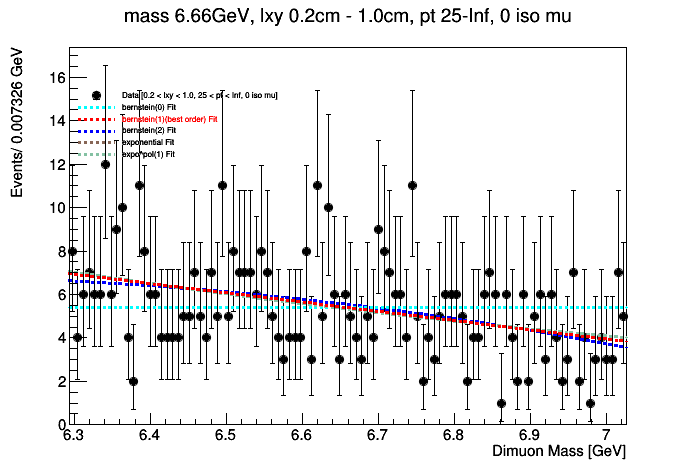 mass 6.66GeV, lxy 0.2cm - 1.0cm, pt 25-Inf, 0 iso mu
Events/ 0.007326 GeV
16
14
12
10
8
6
4
2
0
Data[0.2 < lxy < 1.0, 25 < pt < Inf, 0 iso mu]
bernstein(0) Fit
bernstein(1)(best order) Fit
bernstein(2) Fit
exponential Fit
expo*pol(1) Fit
6.3 6.4 6.5 6.6 6.7 6.8 6.9 7
Dimuon Mass [GeV]